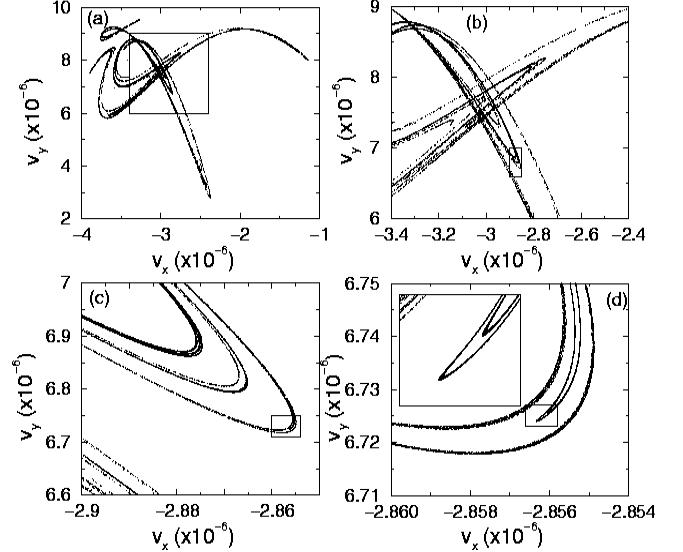 (a)
10
8
6
4
2
v_y (x10⁻⁶)
−4 −3 −2 −1
v_x (x10⁻⁶)
(b)
9
8
7
6
v_y (x10⁻⁶)
−3.4 −3.2 −3 −2.8 −2.6 −2.4
v_x (x10⁻⁶)
(c)
7
6.9
6.8
6.7
6.6
v_y (x10⁻⁶)
−2.9 −2.88 −2.86
v_x (x10⁻⁶)
(d)
6.75
6.74
6.73
6.72
6.71
v_y (x10⁻⁶)
−2.860 −2.858 −2.856 −2.854
v_x (x10⁻⁶)